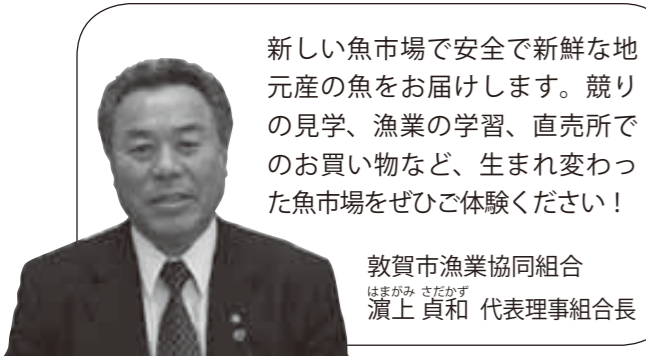 新しい魚市場で安全で新鮮な地
元産の魚をお届けします。競り
の見学、漁業の学習、直売所で
のお買い物など、生まれ変わっ
た魚市場をぜひご体験ください！
敦賀市漁業協同組合
はまがみ さだかず
濵上 貞和 代表理事組合長